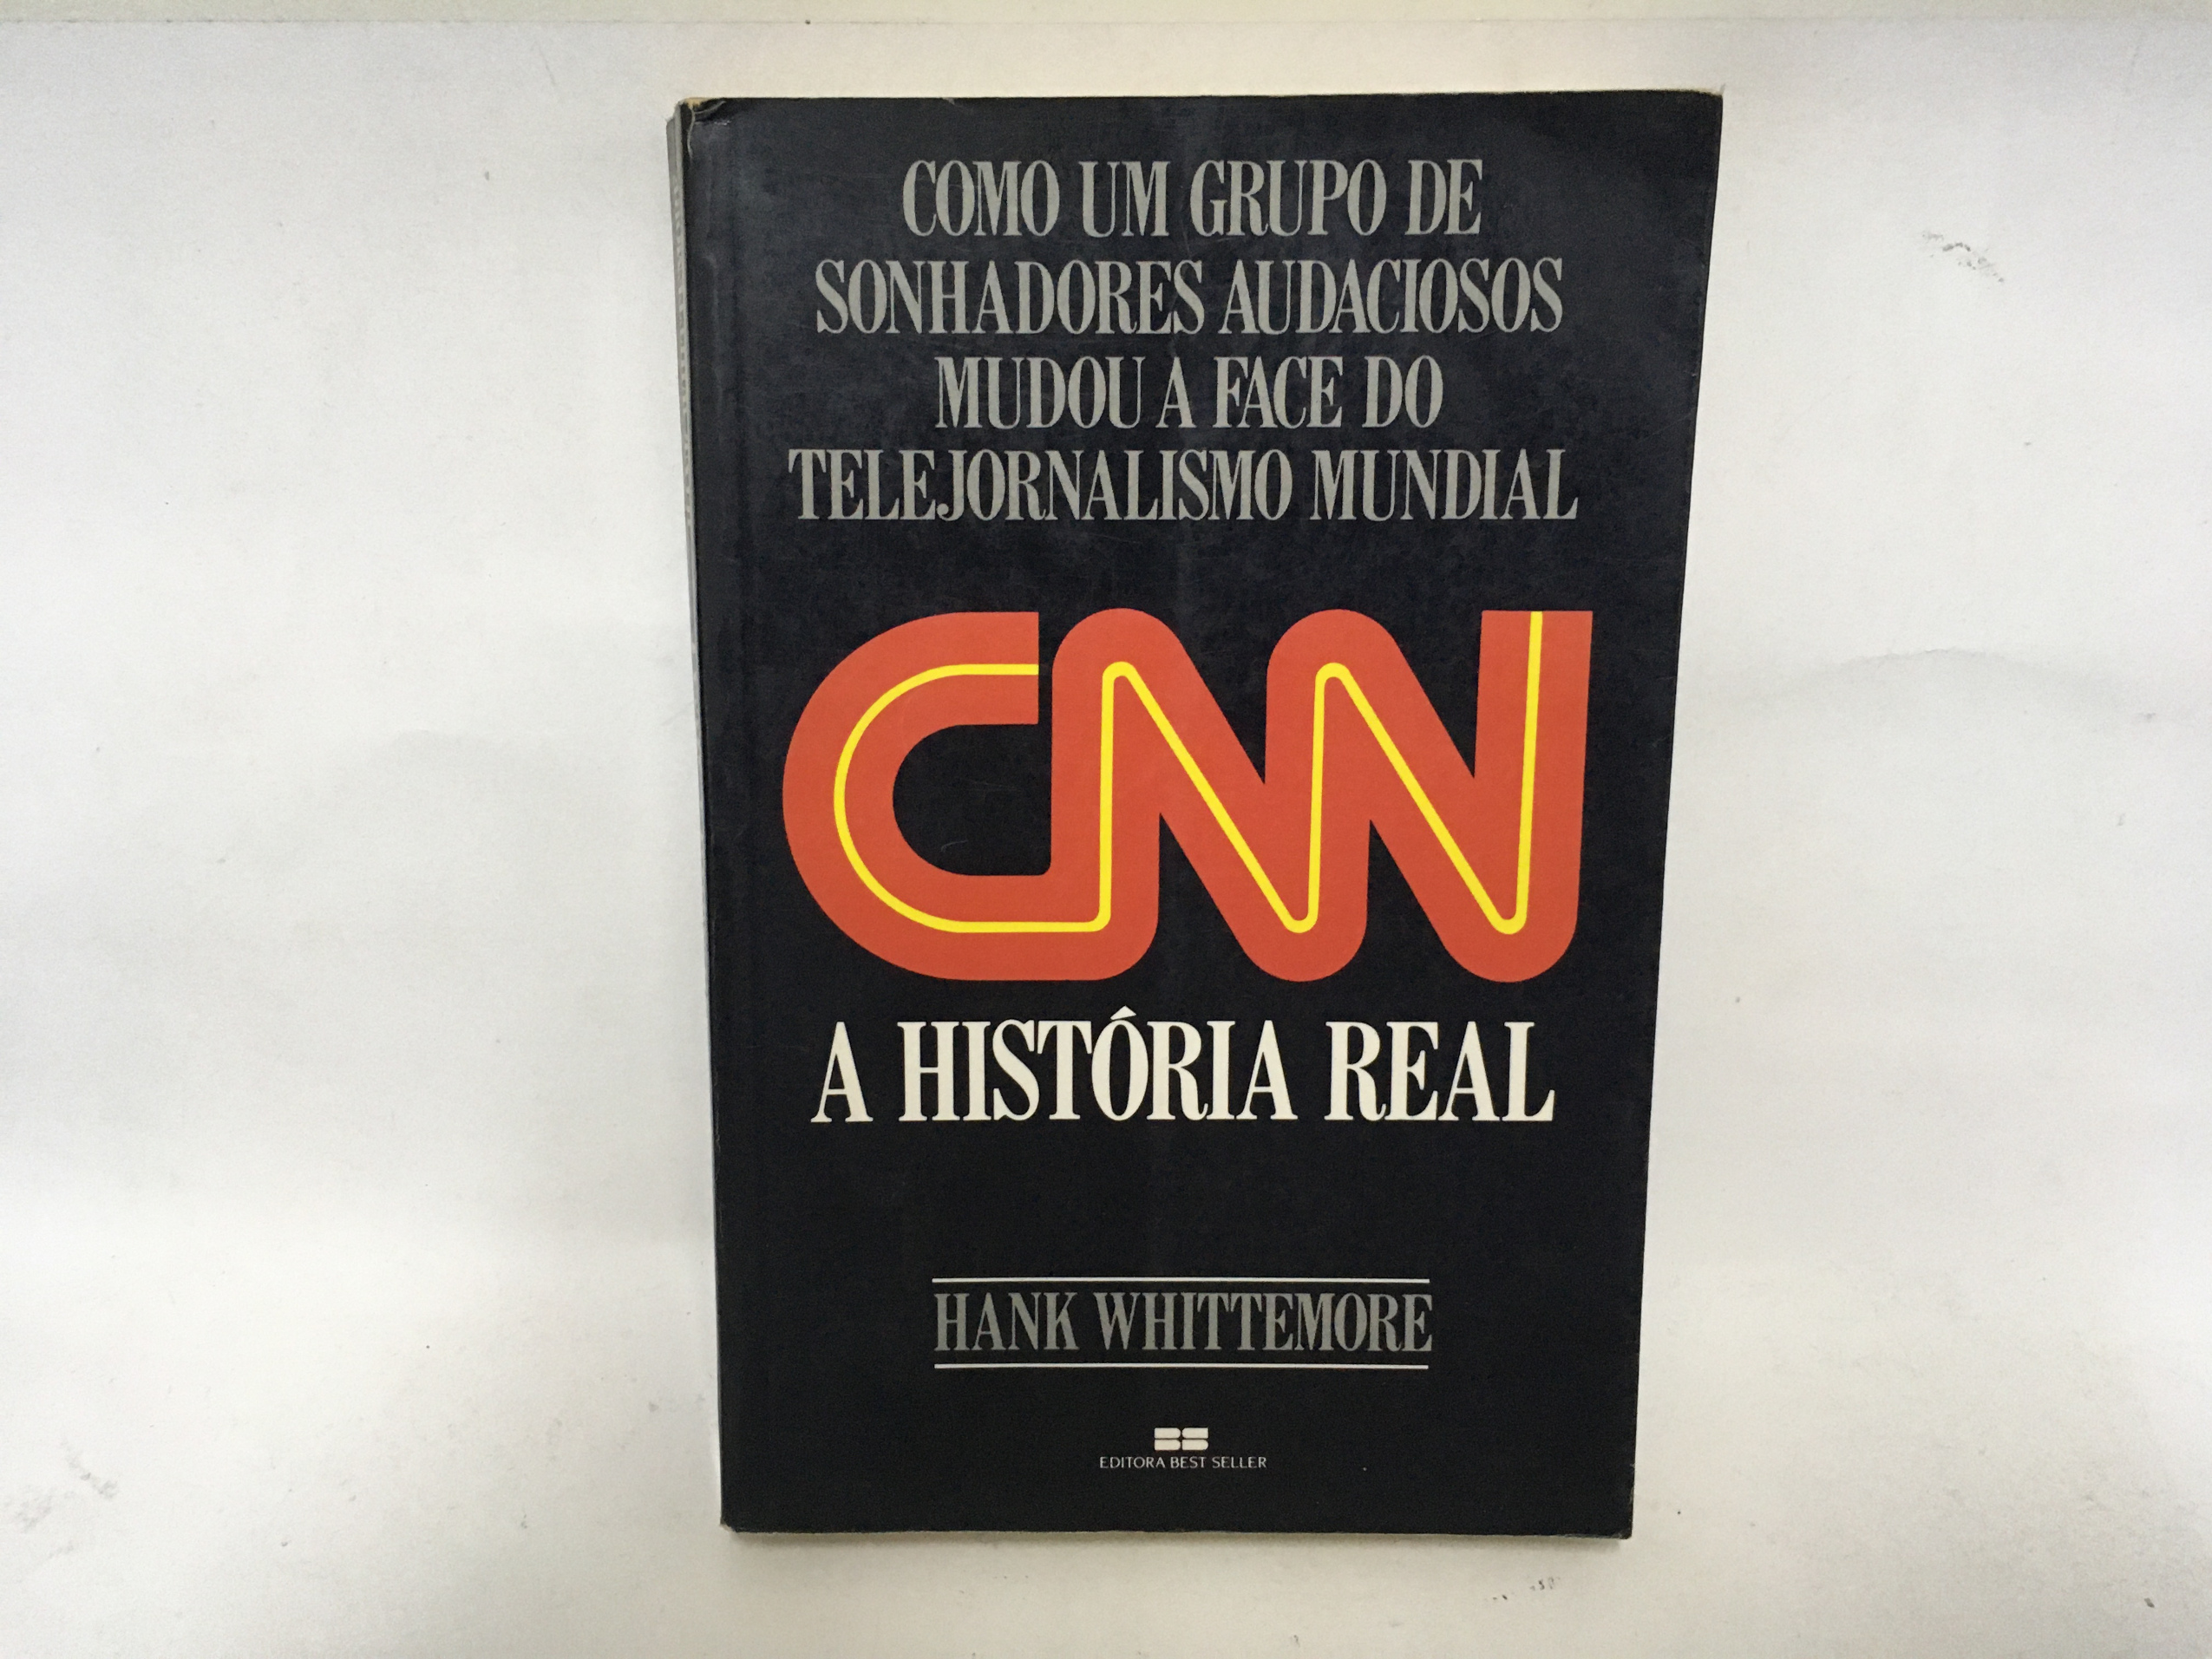 COMO UM GRUPO DE
SONHADORES AUDACIOSOS
MUDOU A FACE DO
TELEJORNALISMO MUNDIAL
CNN
A HISTÓRIA REAL
HANK WHITTEMORE
BS
EDITORA BEST SELLER